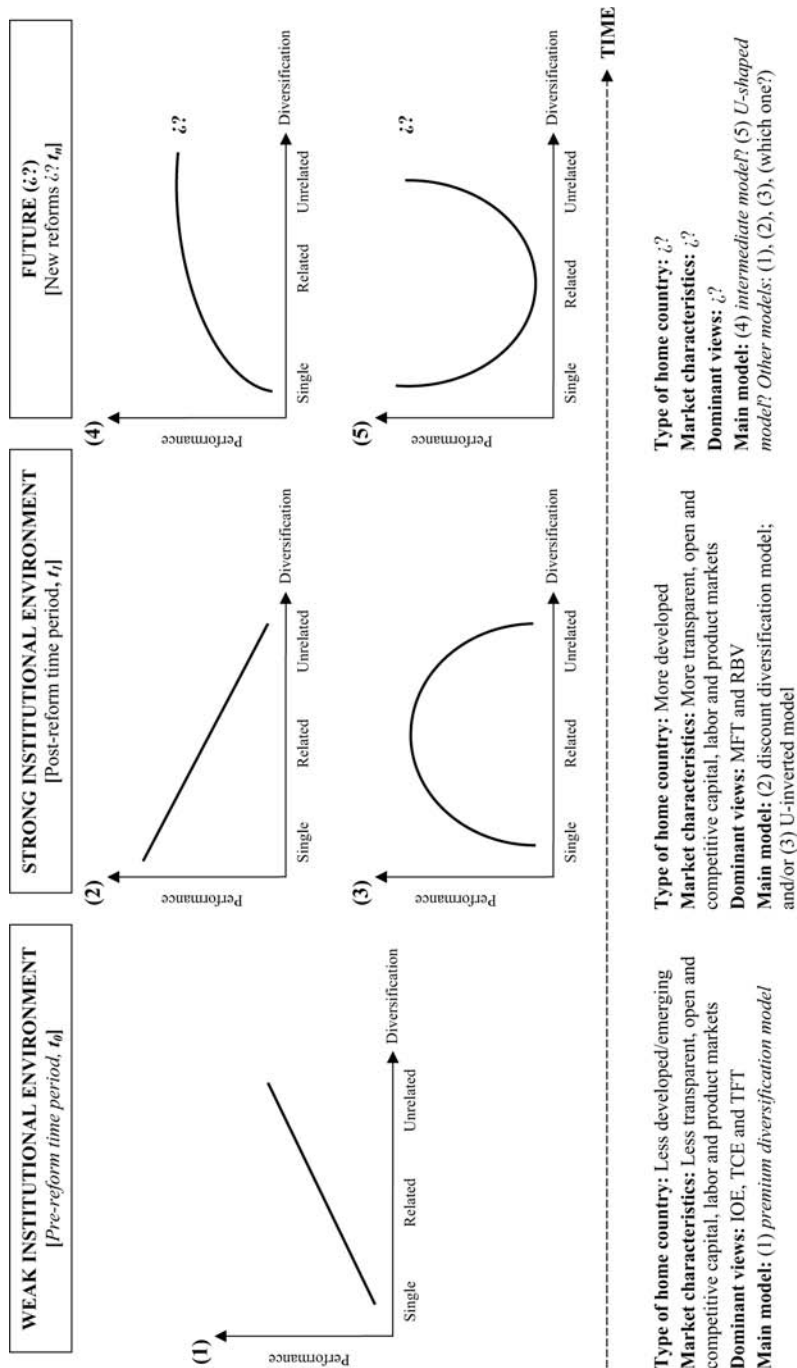 WEAK INSTITUTIONAL ENVIRONMENT
[Pre-reform time period, t0]
(1)
Performance
Single
Related
Unrelated
Diversification
STRONG INSTITUTIONAL ENVIRONMENT
[Post-reform time period, t1]
(2)
Performance
Single
Related
Unrelated
Diversification
(3)
Performance
Single
Related
Unrelated
Diversification
FUTURE (¿?)
[New reforms ¿? tn]
(4)
Performance
Single
Related
Unrelated
Diversification
¿?
(5)
Performance
Single
Related
Unrelated
Diversification
¿?
TIME
Type of home country: Less developed/emerging
Market characteristics: Less transparent, open and
competitive capital, labor and product markets
Dominant views: IOE, TCE and TFT
Main model: (1) premium diversification model
Type of home country: More developed
Market characteristics: More transparent, open and
competitive capital, labor and product markets
Dominant views: MFT and RBV
Main model: (2) discount diversification model;
and/or (3) U-inverted model
Type of home country: ¿?
Market characteristics: ¿?
Dominant views: ¿?
Main model: (4) intermediate model? (5) U-shaped
model? Other models: (1), (2), (3), (which one?)